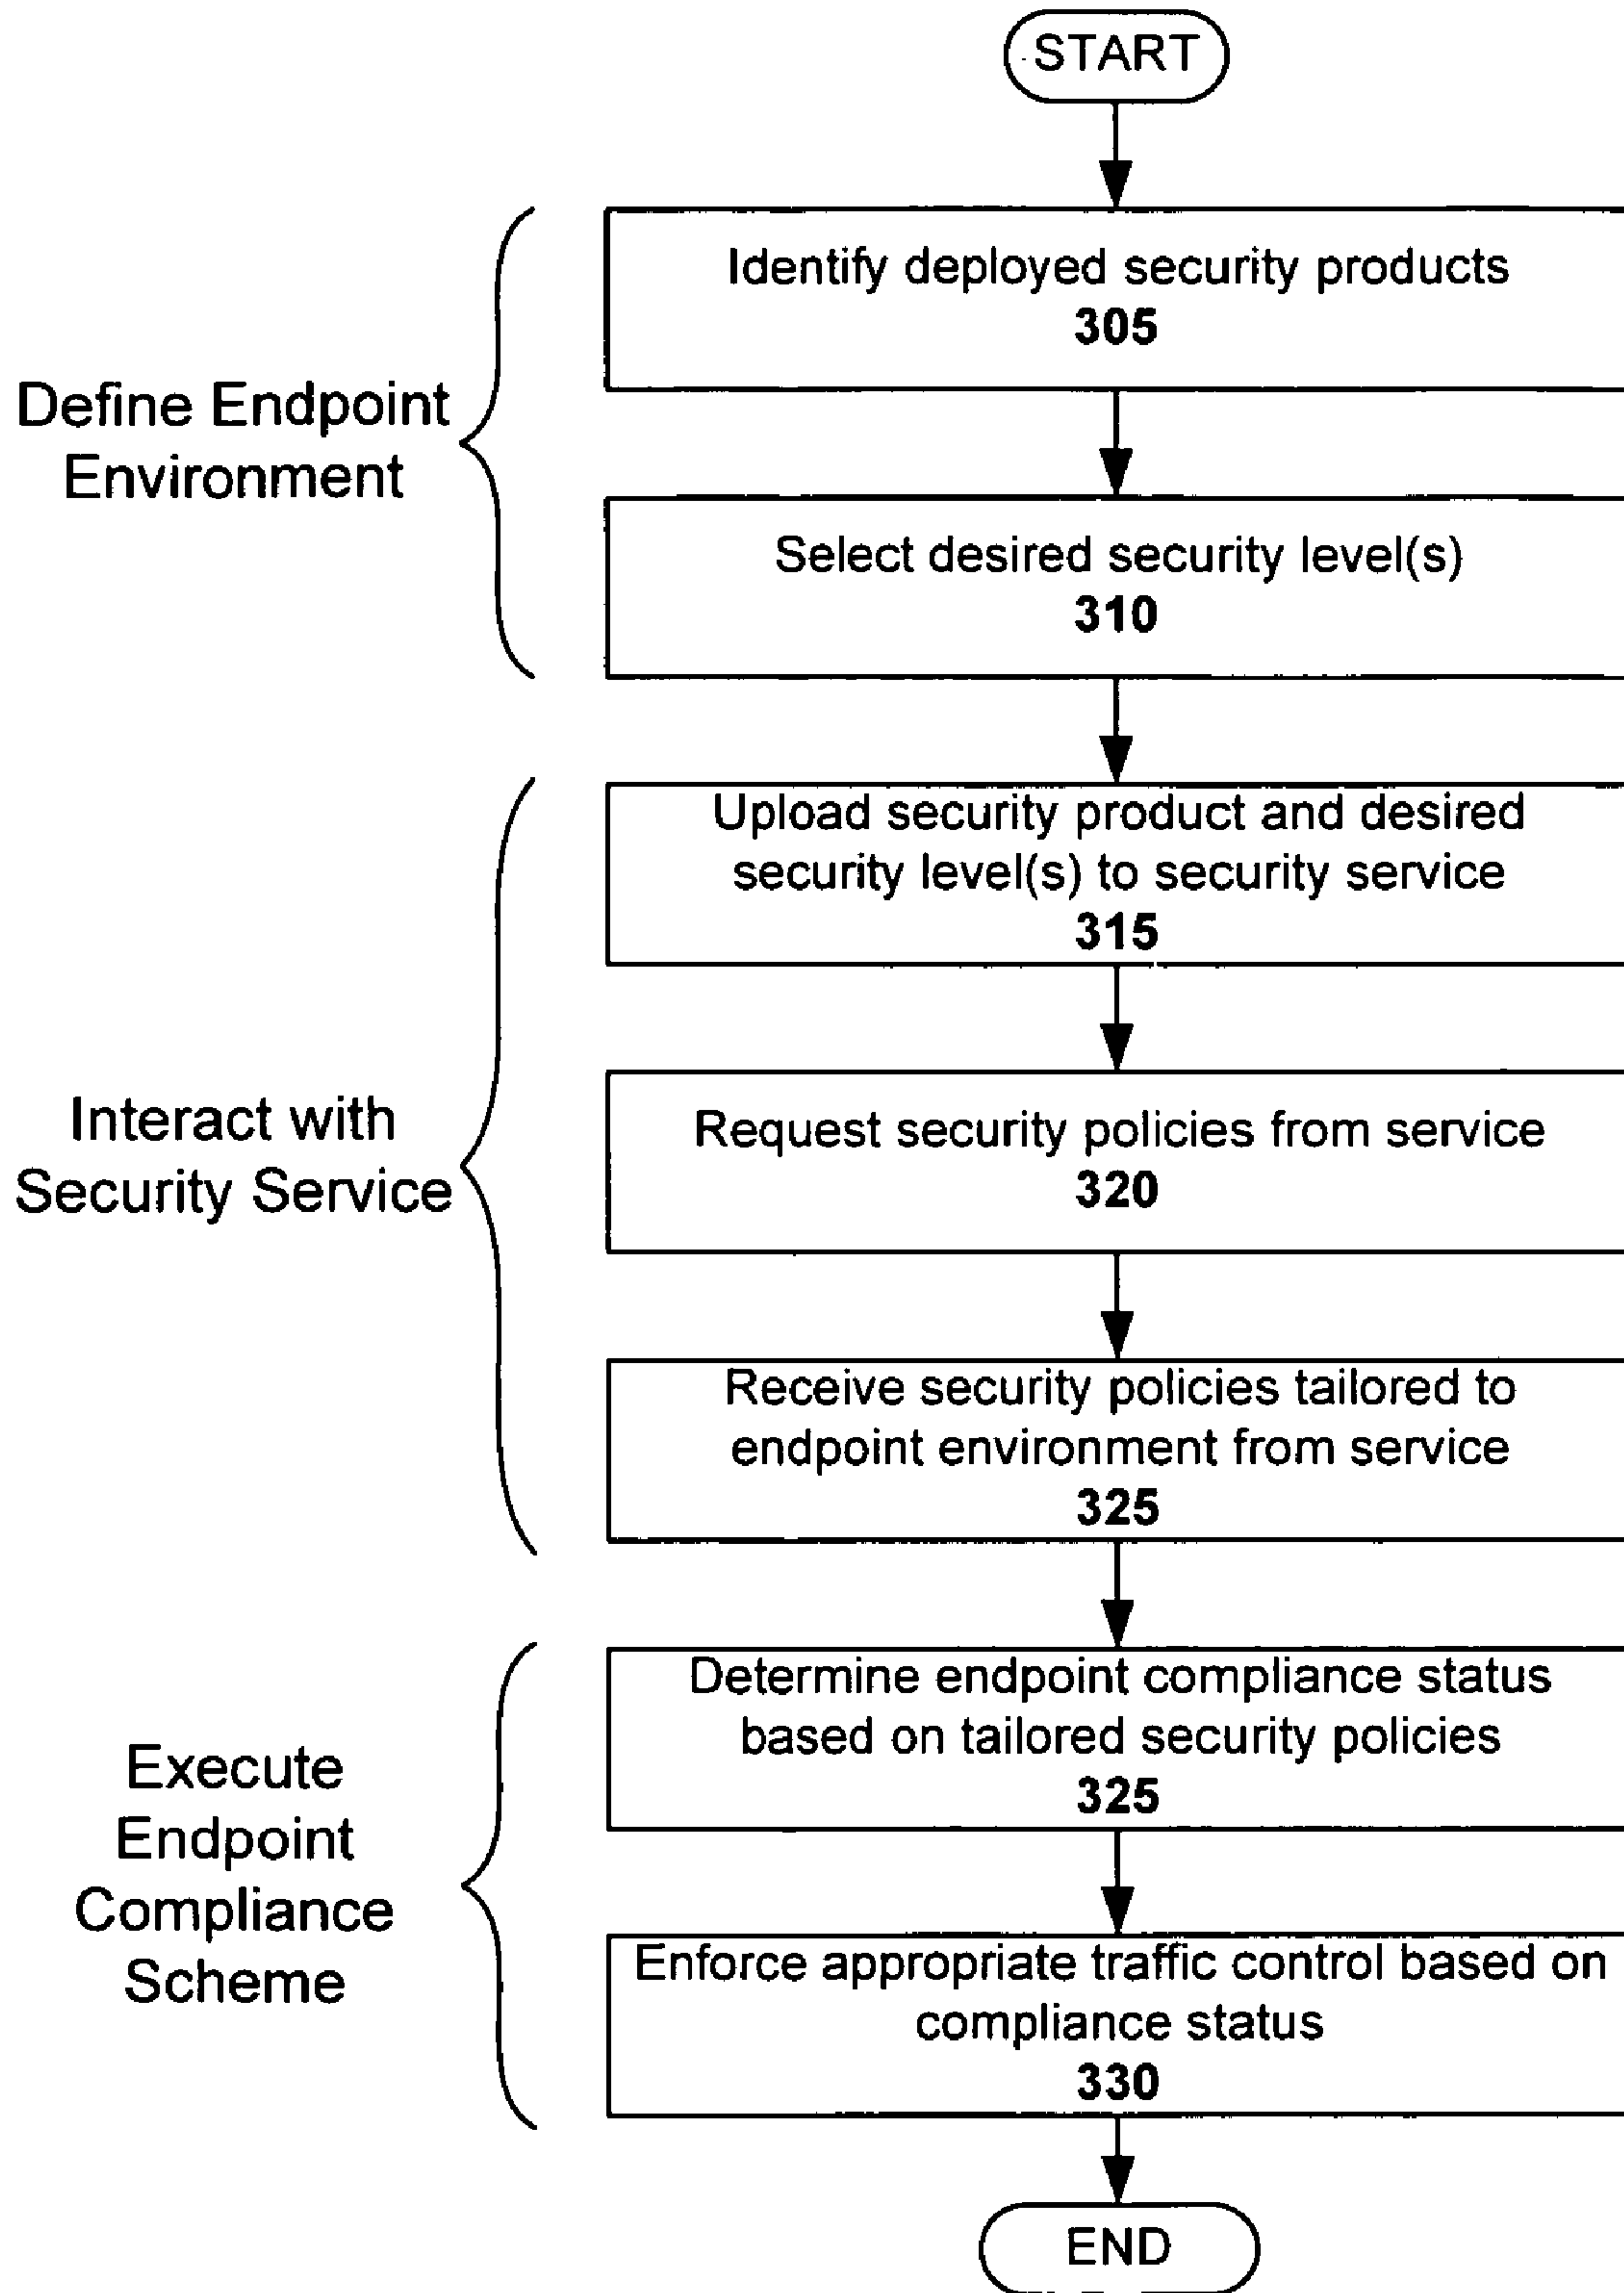 START
Define Endpoint
Environment
Identify deployed security products
305
Select desired security level(s)
310
Interact with
Security Service
Upload security product and desired
security level(s) to security service
315
Request security policies from service
320
Receive security policies tailored to
endpoint environment from service
325
Execute
Endpoint
Compliance
Scheme
Determine endpoint compliance status
based on tailored security policies
325
Enforce appropriate traffic control based on
compliance status
330
END